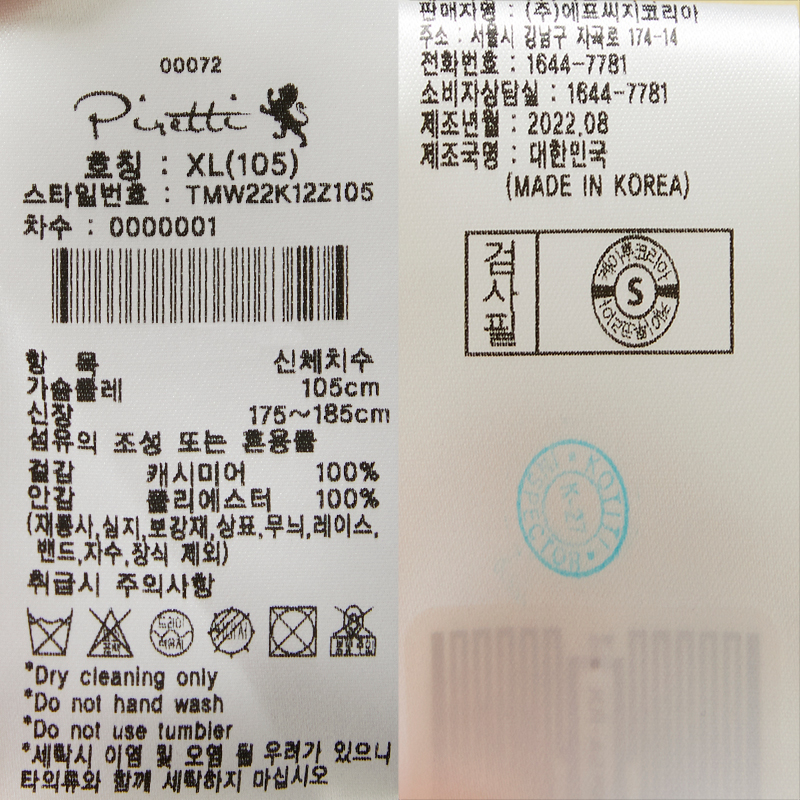 00072
Piretti
호칭 : XL(105)
스타일번호 : TMW22K12Z105
차수 : 0000001
항 목 신체치수
가슴둘레 105cm
신장 175~185cm
섬유의 조성 또는 혼용률
겉감 캐시미어 100%
안감 폴리에스터 100%
(재봉사,심지,보강재,상표,무늬,레이스,
밴드,자수,장식 제외)
취급시 주의사항
드라이
*Dry cleaning only
*Do not hand wash
*Do not use tumbler
*세탁시 이염 및 오염 될 우려가 있으니
타의류와 함께 세탁하지 마십시오
판매자명 : (주)에프씨지코리아
주소 : 서울시 강남구 자곡로 174-14
전화번호 : 1644-7781
소비자상담실 : 1644-7781
제조년월 : 2022.08
제조국명 : 대한민국
(MADE IN KOREA)
검사필
S
KOTITI
INSPECTOR
K-27